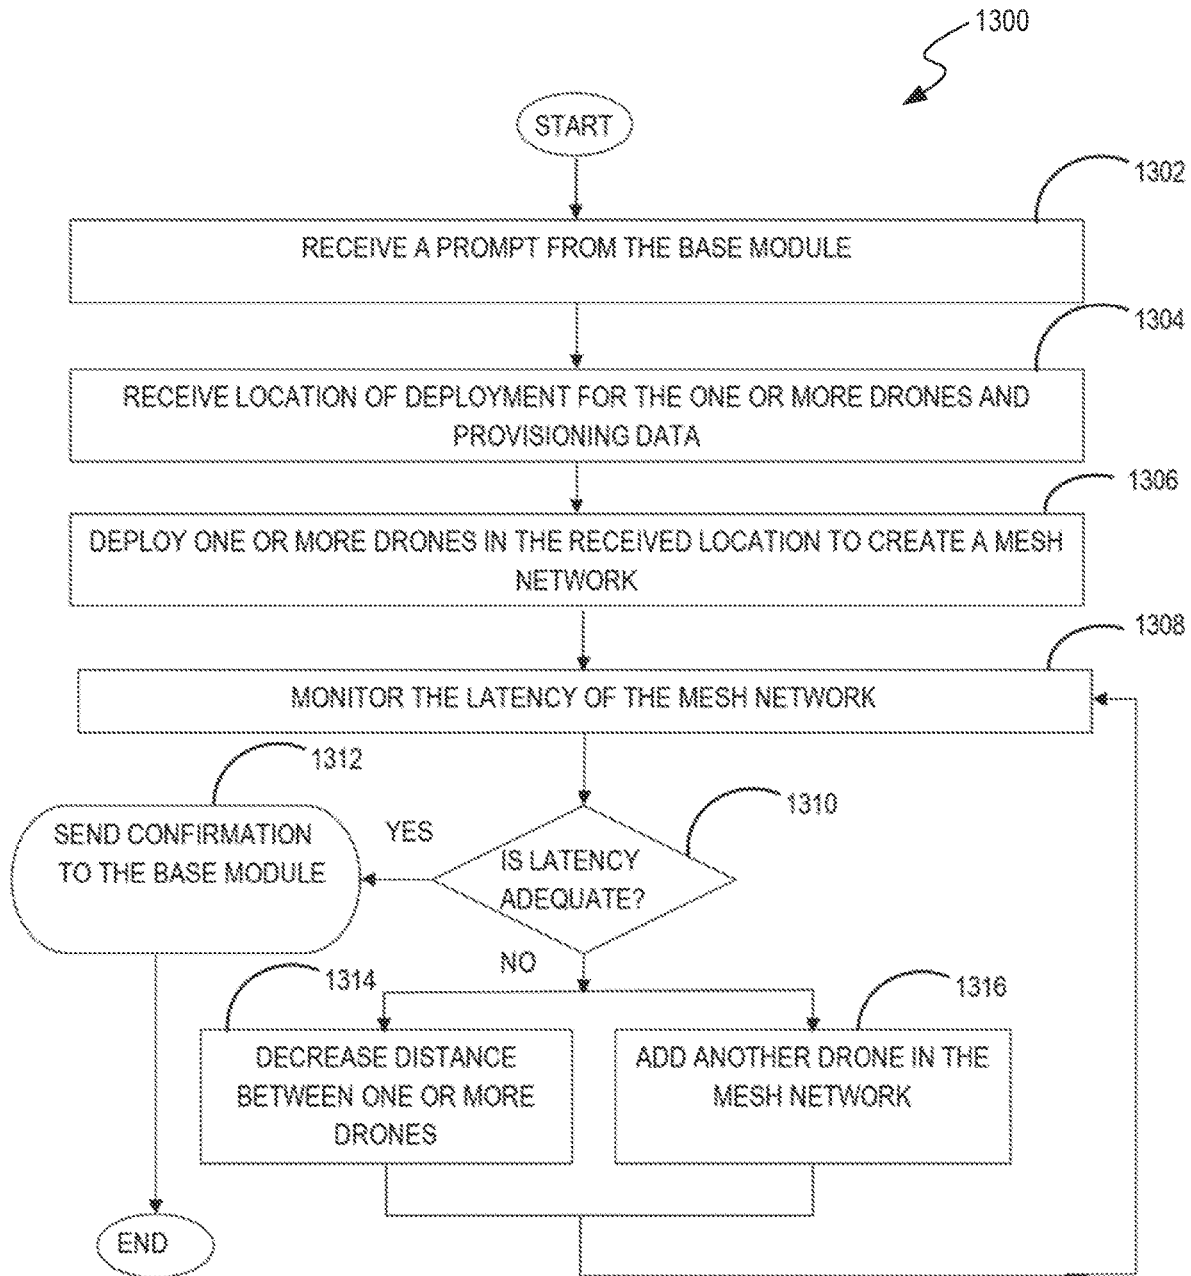 1300
START
1302
RECEIVE A PROMPT FROM THE BASE MODULE
1304
RECEIVE LOCATION OF DEPLOYMENT FOR THE ONE OR MORE DRONES AND
PROVISIONING DATA
1306
DEPLOY ONE OR MORE DRONES IN THE RECEIVED LOCATION TO CREATE A MESH
NETWORK
1308
MONITOR THE LATENCY OF THE MESH NETWORK
1312
SEND CONFIRMATION
TO THE BASE MODULE
YES
1310
IS LATENCY
ADEQUATE?
NO
1314
DECREASE DISTANCE
BETWEEN ONE OR MORE
DRONES
1316
ADD ANOTHER DRONE IN THE
MESH NETWORK
END